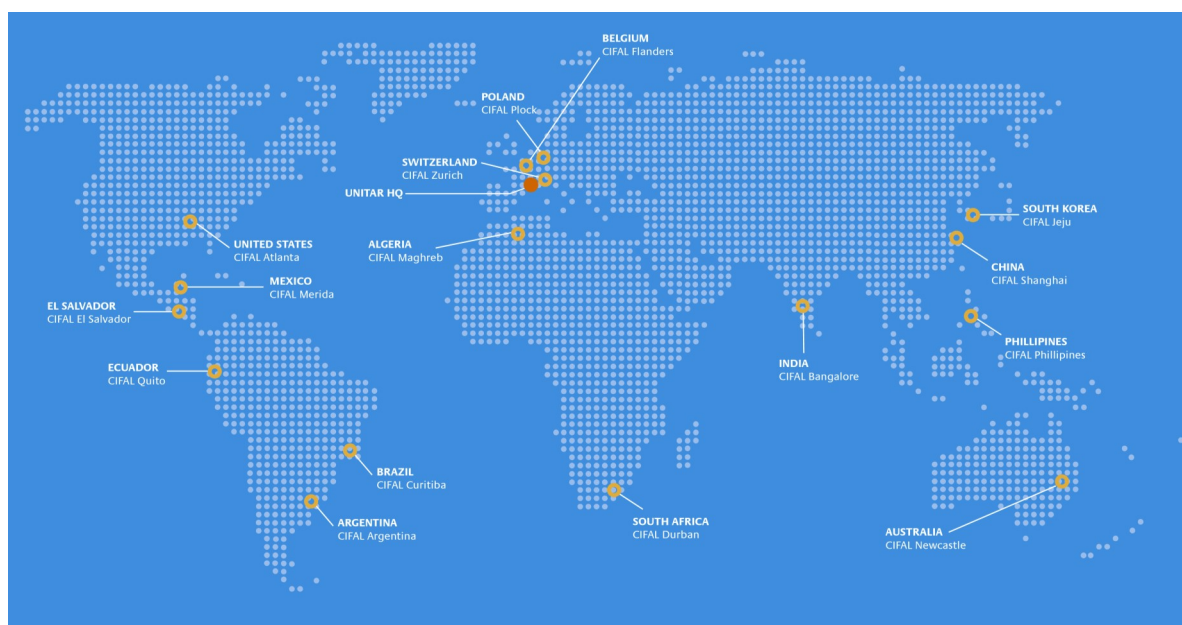 BELGIUM
CIFAL Flanders
POLAND
CIFAL Plock
SWITZERLAND
CIFAL Zurich
UNITAR HQ
SOUTH KOREA
CIFAL Jeju
UNITED STATES
CIFAL Atlanta
ALGERIA
CIFAL Maghreb
CHINA
CIFAL Shanghai
MEXICO
CIFAL Merida
EL SALVADOR
CIFAL El Salvador
PHILLIPINES
CIFAL Phillipines
ECUADOR
CIFAL Quito
INDIA
CIFAL Bangalore
BRAZIL
CIFAL Curitiba
ARGENTINA
CIFAL Argentina
SOUTH AFRICA
CIFAL Durban
AUSTRALIA
CIFAL Newcastle